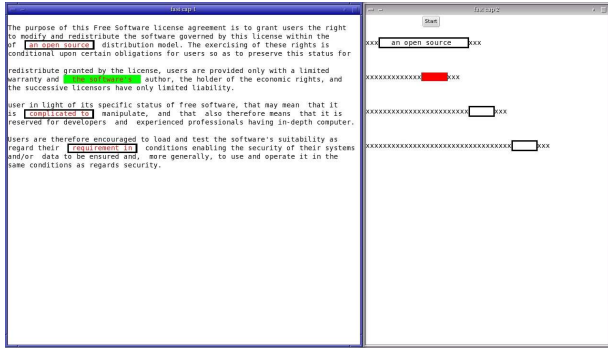 fast cap 1
The purpose of this Free Software license agreement is to grant users the right
to modify and redistribute the software governed by this license within the
of an open source distribution model. The exercising of these rights is
conditional upon certain obligations for users so as to preserve this status for
redistribute granted by the license, users are provided only with a limited
warranty and the software's author, the holder of the economic rights, and
the successive licensors have only limited liability.
user in light of its specific status of free software, that may mean that it
is complicated to manipulate, and that also therefore means that it is
reserved for developers and experienced professionals having in-depth computer.
Users are therefore encouraged to load and test the software's suitability as
regard their requirement in conditions enabling the security of their systems
and/or data to be ensured and, more generally, to use and operate it in the
same conditions as regards security.
fast cap 2
Start
xxx an open source xxx
xxxxxxxxxxxxx xxx
xxxxxxxxxxxxxxxxxxxxxxxx xxx
xxxxxxxxxxxxxxxxxxxxxxxxxxxxxxxxxx xxx